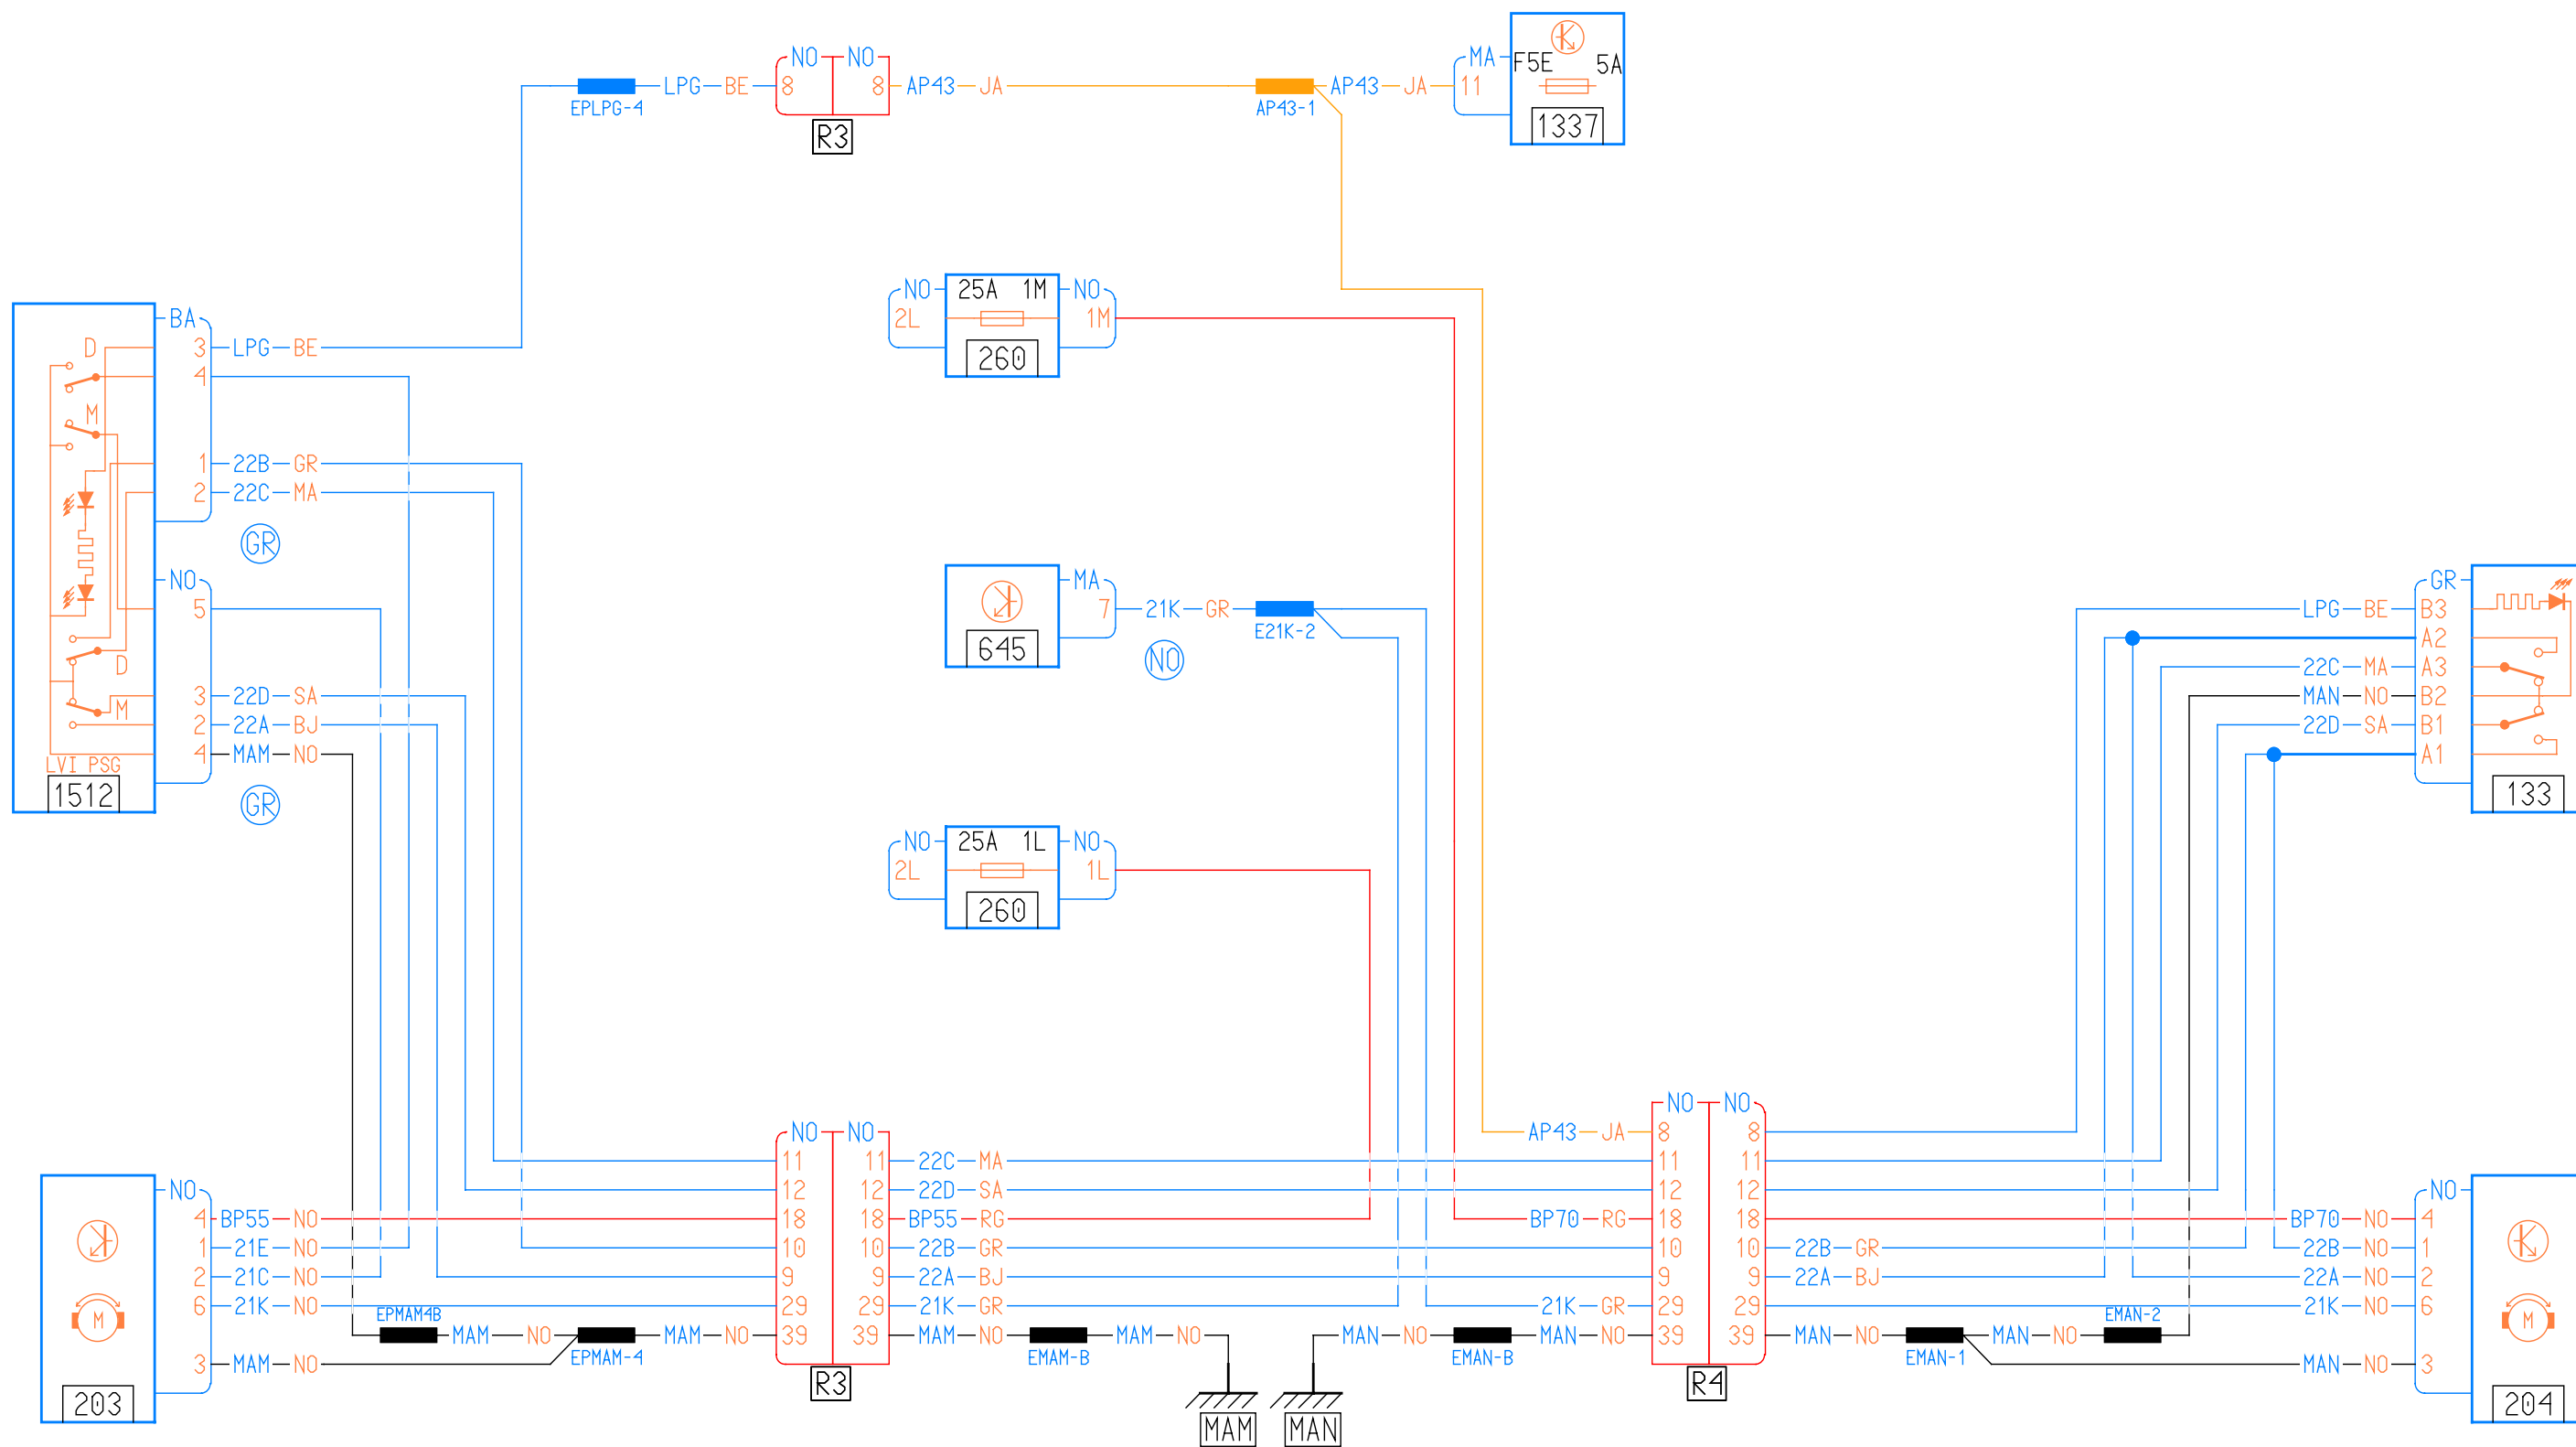 NO NO MA
F5E 5A
EPLPG-4 LPG BE 8 8 AP43 JA AP43-1 AP43 JA 11
R3 1337
NO 25A 1M NO
2L 1M
260
BA
D 3 LPG BE
4
M
1 22B GR
2 22C MA
GR
NO MA GR
5 7 21K GR E21K-2 LPG BE B3
A2
645 NO
D 22C MA A3
M 3 22D SA MAN NO B2
2 22A BJ 22D SA B1
4 MAM NO A1
LVI PSG
1512 GR 133
NO 25A 1L NO
2L 1L
260
NO NO
NO NO AP43 JA 8 8
11 11 22C MA 11 11
NO 12 12 22D SA 12 12 NO
4 BP55 NO 18 18 BP55 RG BP70 RG 18 18 BP70 NO 4
1 21E NO 10 10 22B GR 10 10 22B GR 22B NO 1
2 21C NO 9 9 22A BJ 9 9 22A BJ 22A NO 2
6 21K NO 29 29 21K GR 21K GR 29 29 21K NO 6
M EPMAM4B MAM NO EPMAM-4 MAM NO 39 39 MAM NO EMAM-B MAM NO MAN NO EMAN-B MAN NO 39 39 MAN NO EMAN-1 MAN NO EMAN-2 M
3 MAM NO MAN NO 3
203 R3 MAM MAN R4 204